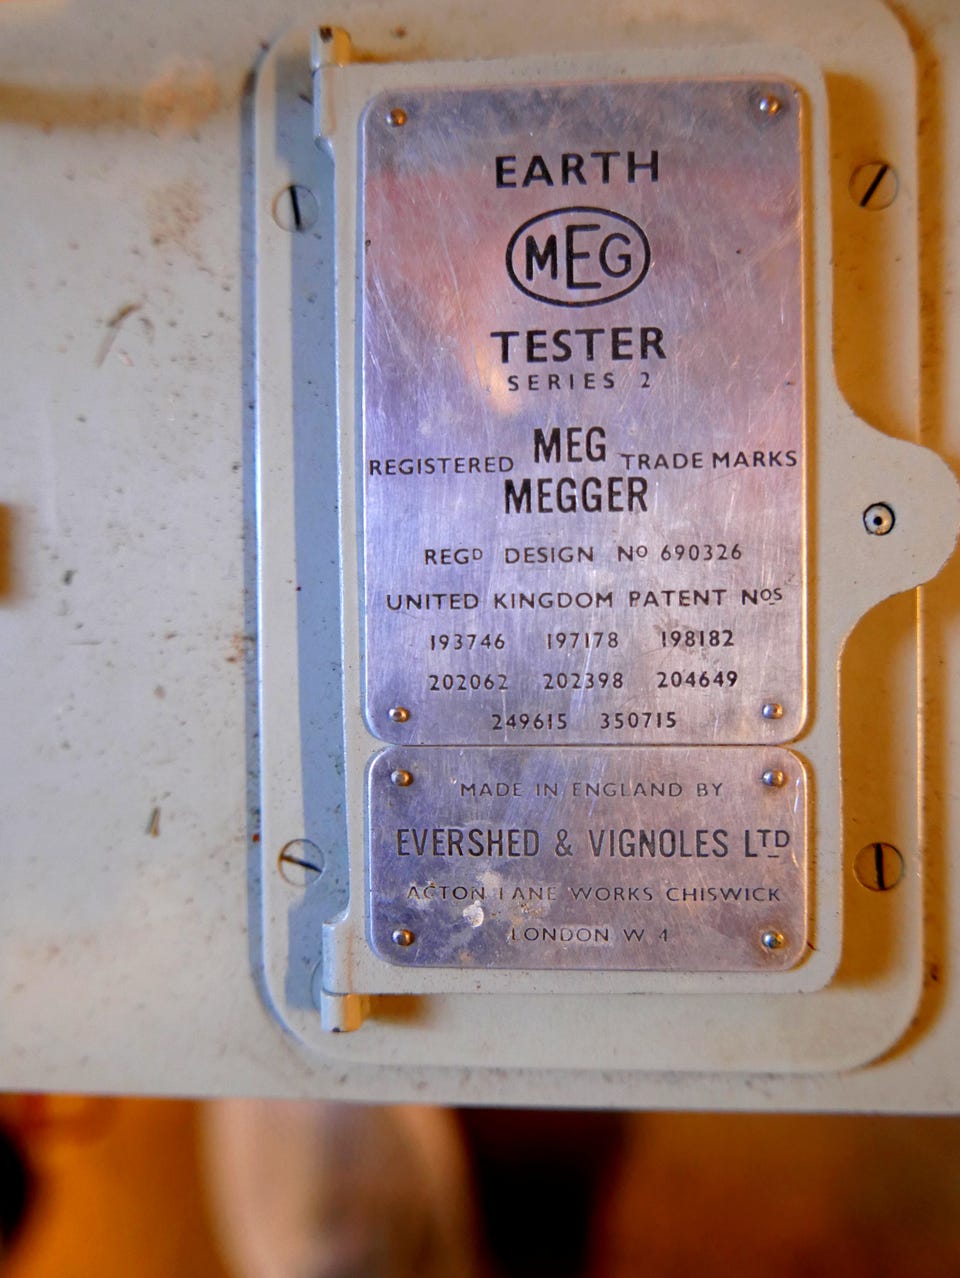 EARTH
MEG
TESTER
SERIES 2
MEG
REGISTERED TRADE MARKS
MEGGER
REGD DESIGN No 690326
UNITED KINGDOM PATENT Nos
193746 197178 198182
202062 202398 204649
249615 350715
MADE IN ENGLAND BY
EVERSHED & VIGNOLES LTD
ACTON LANE WORKS CHISWICK
LONDON W 4